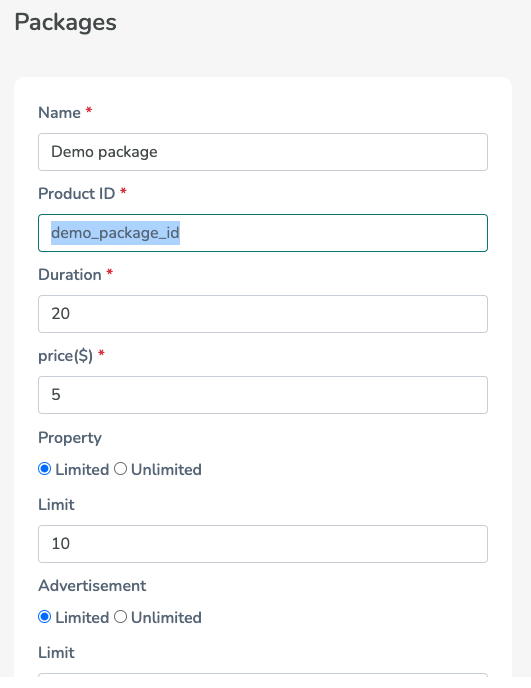 Packages
Name *
Demo package
Product ID *
demo_package_id
Duration *
20
price($) *
5
Property
Limited Unlimited
Limit
10
Advertisement
Limited Unlimited
Limit